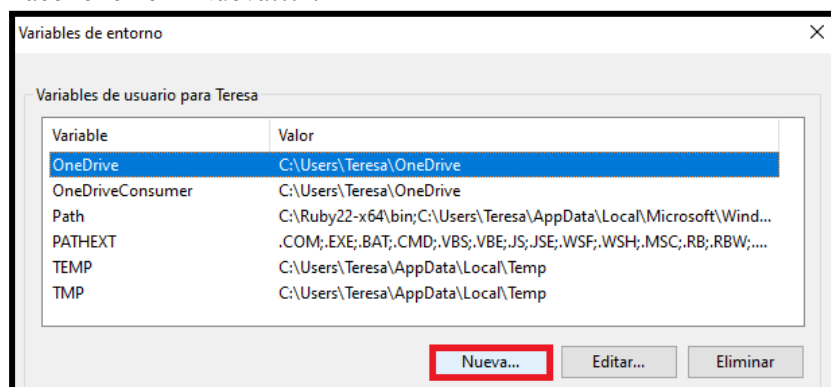 Variables de entorno
Variables de usuario para Teresa
Variable Valor
OneDrive C:\Users\Teresa\OneDrive
OneDriveConsumer C:\Users\Teresa\OneDrive
Path C:\Ruby22-x64\bin;C:\Users\Teresa\AppData\Local\Microsoft\Wind...
PATHEXT .COM;.EXE;.BAT;.CMD;.VBS;.VBE;.JS;.JSE;.WSF;.WSH;.MSC;.RB;.RBW;....
TEMP C:\Users\Teresa\AppData\Local\Temp
TMP C:\Users\Teresa\AppData\Local\Temp
Nueva... Editar... Eliminar